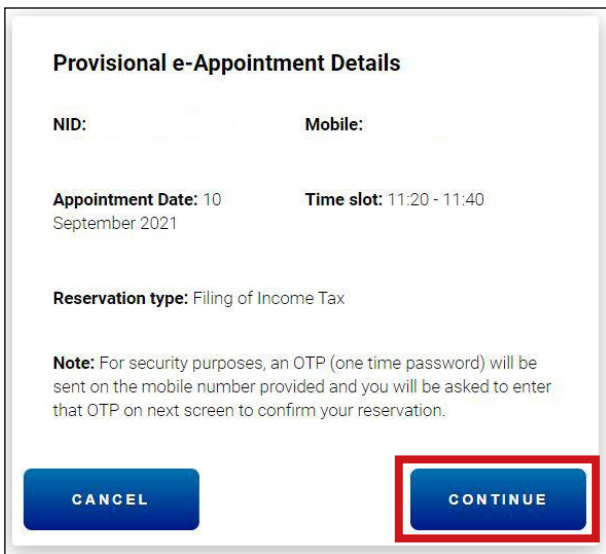 Provisional e-Appointment Details
NID: Mobile:
Appointment Date: 10 Time slot: 11:20 - 11:40
September 2021
Reservation type: Filing of Income Tax
Note: For security purposes, an OTP (one time password) will be
sent on the mobile number provided and you will be asked to enter
that OTP on next screen to confirm your reservation.
CANCEL CONTINUE